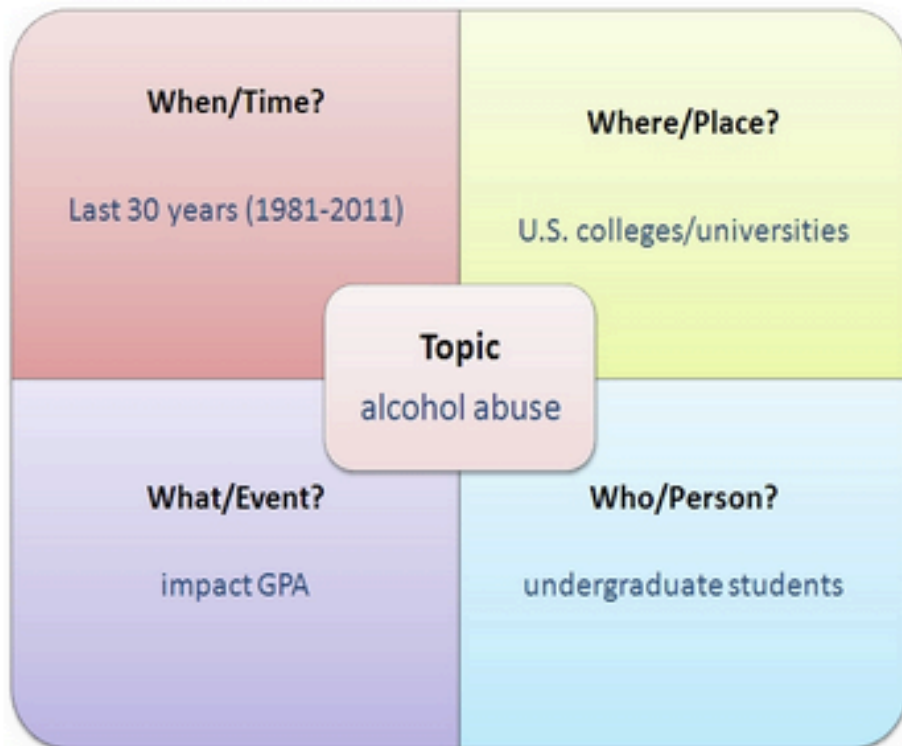 When/Time?
Last 30 years (1981-2011)
Where/Place?
U.S. colleges/universities
Topic
alcohol abuse
What/Event?
impact GPA
Who/Person?
undergraduate students